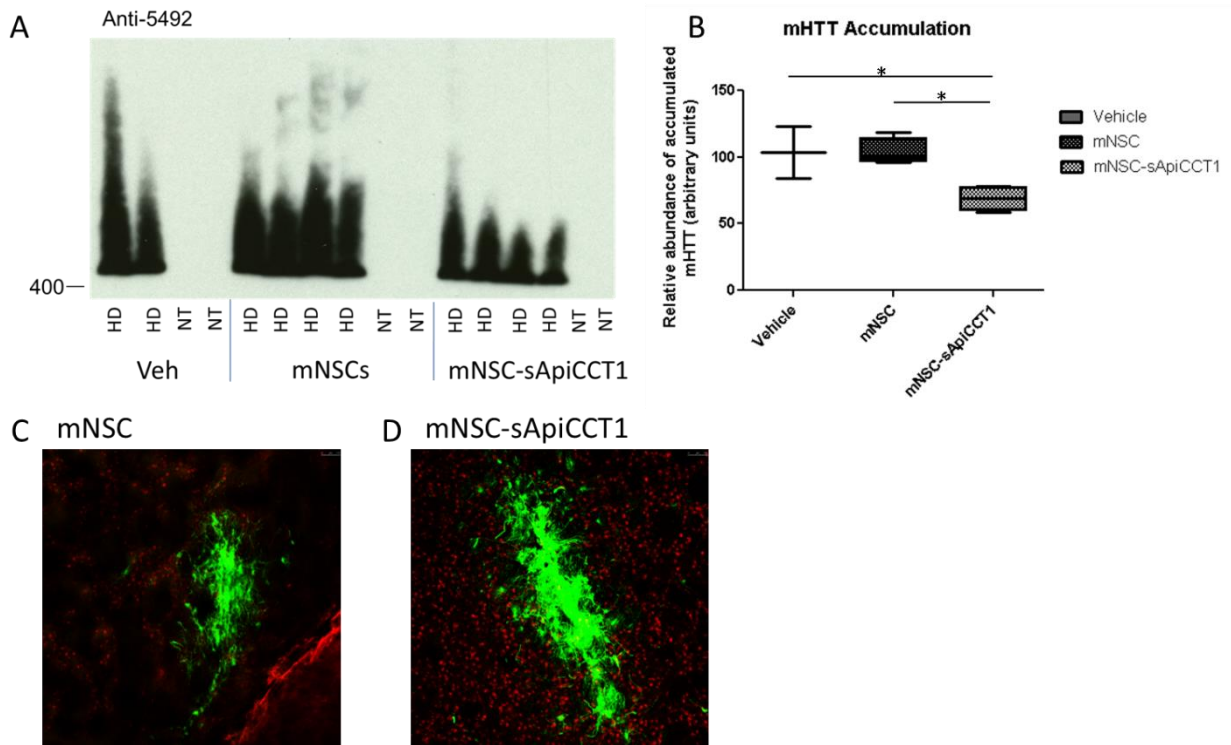 A
Anti-5492
400
HD HD NT NT HD HD HD HD NT NT HD HD HD HD NT NT
Veh mNSCs mNSC-sApiCCT1
B
mHTT Accumulation
Relative abundance of accumulated
mHTT (arbitrary units)
150
100
50
0
*
*
Vehicle
mNSC
mNSC-sApiCCT1
Vehicle
mNSC
mNSC-sApiCCT1
C mNSC
D mNSC-sApiCCT1